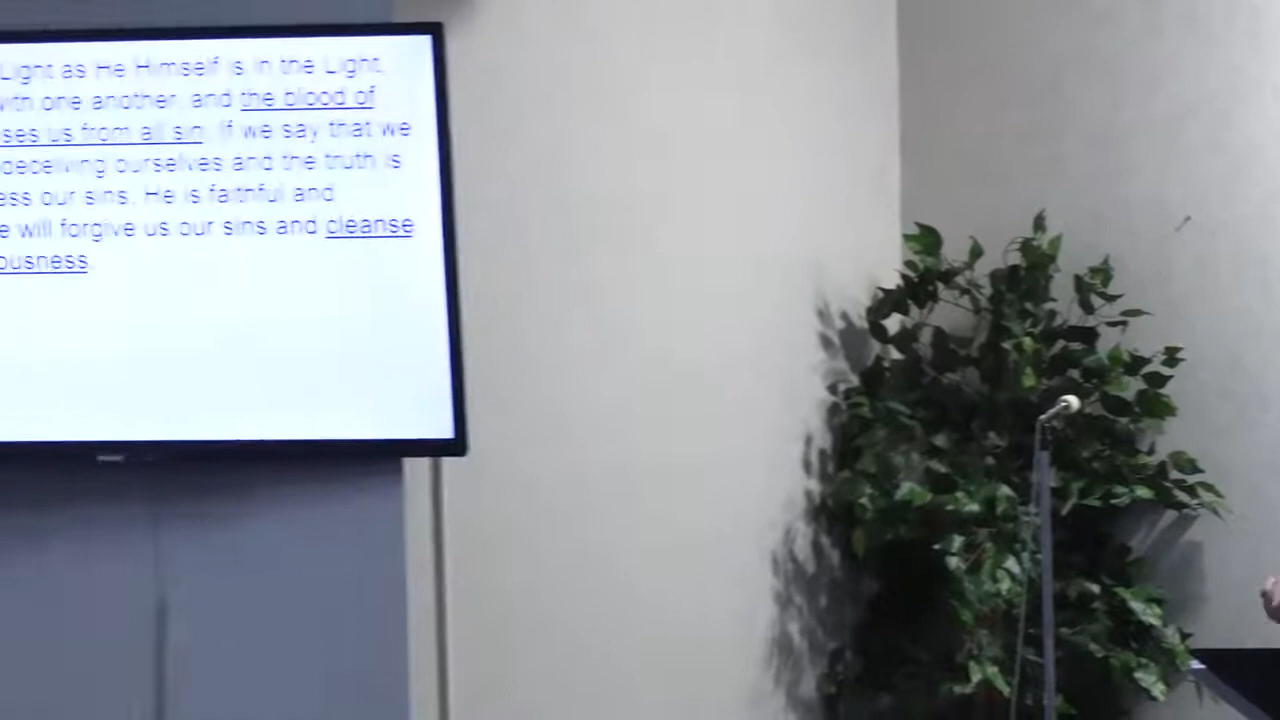 Light as He Himself is in the Light,
with one another, and the blood of
ses us from all sin. If we say that we
deceiving ourselves and the truth is
ess our sins, He is faithful and
e will forgive us our sins and cleanse
ousness.